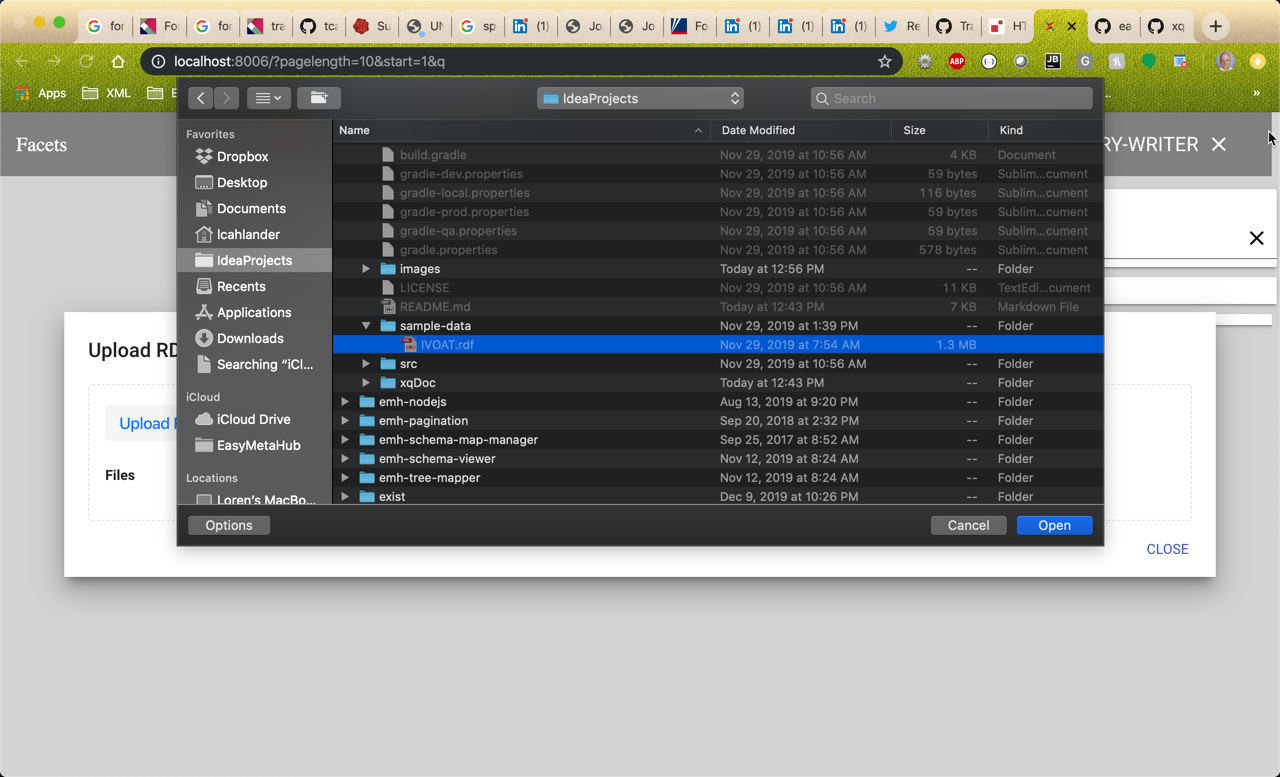 for
Fo
for
tra
tca
Su
UN
sp
(1)
Jo
Jo
Fo
(1)
(1)
(1)
Re
Tra
HT
ea
xq
localhost:8006/?pagelength=10&start=1&q
ABP
JB
G
Apps
XML
E
»
Facets
RY-WRITER
IdeaProjects
Search
Favorites
Dropbox
Desktop
Documents
lcahlander
IdeaProjects
Recents
Applications
Downloads
Searching “iCl...
iCloud
iCloud Drive
EasyMetaHub
Locations
Loren’s MacBo...
Name Date Modified Size Kind
build.gradle Nov 29, 2019 at 10:56 AM 4 KB Document
gradle-dev.properties Nov 29, 2019 at 10:56 AM 59 bytes Sublim...cument
gradle-local.properties Nov 29, 2019 at 10:56 AM 116 bytes Sublim...cument
gradle-prod.properties Nov 29, 2019 at 10:56 AM 59 bytes Sublim...cument
gradle-qa.properties Nov 29, 2019 at 10:56 AM 59 bytes Sublim...cument
gradle.properties Nov 29, 2019 at 10:56 AM 578 bytes Sublim...cument
images Today at 12:56 PM -- Folder
LICENSE Nov 29, 2019 at 10:56 AM 11 KB TextEdi...cument
README.md Today at 12:43 PM 7 KB Markdown File
sample-data Nov 29, 2019 at 1:39 PM -- Folder
IVOAT.rdf Nov 29, 2019 at 7:54 AM 1.3 MB
src Nov 29, 2019 at 10:56 AM -- Folder
xqDoc Today at 12:43 PM -- Folder
emh-nodejs Aug 13, 2019 at 9:20 PM -- Folder
emh-pagination Sep 20, 2018 at 2:32 PM -- Folder
emh-schema-map-manager Sep 25, 2017 at 8:52 AM -- Folder
emh-schema-viewer Nov 12, 2019 at 8:24 AM -- Folder
emh-tree-mapper Nov 12, 2019 at 8:24 AM -- Folder
exist Dec 9, 2019 at 10:26 PM -- Folder
Options
Cancel
Open
Upload RD
Upload
Files
CLOSE